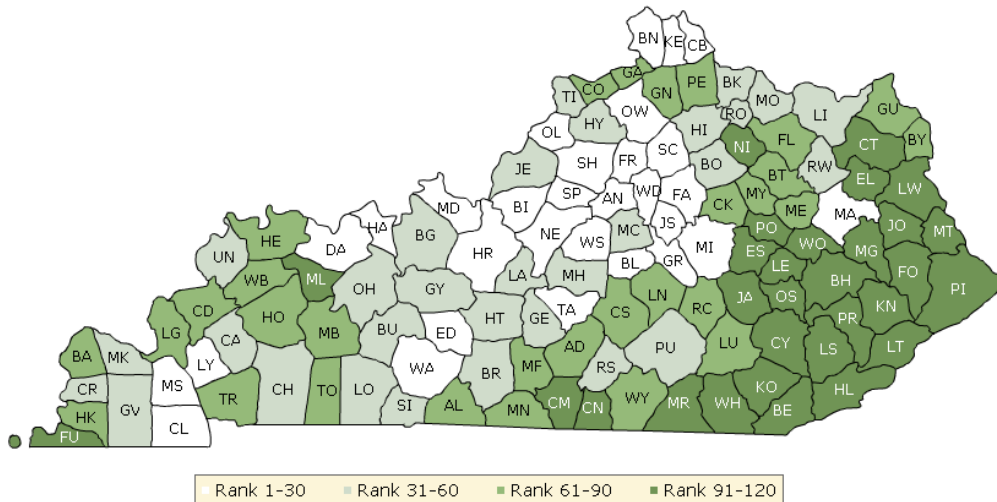 BN KE CB
GA
CO GN PE BK
TI RO MO LI GU
HY OW HI
OL NI FL CT BY
SC
JE SH FR BO RW
BT EL LW
SP AN WD FA MY
MD BI CK ME MA
HA NE JS PO JO MT
HE DA BG WS MC MI ES WO MG
UN HR BL GR LE FO
WB ML LA MH JA OS BH PI
OH GY LN RC KN
CD HO TA CS PR
LG MB BU ED HT GE
CA AD PU LU CY LS LT
BA MK LY WA BR MF RS
CR MS KO HL
HK GV TR CH TO LO SI AL MN CM CN WY MR WH BE
FU CL
Rank 1-30 Rank 31-60 Rank 61-90 Rank 91-120